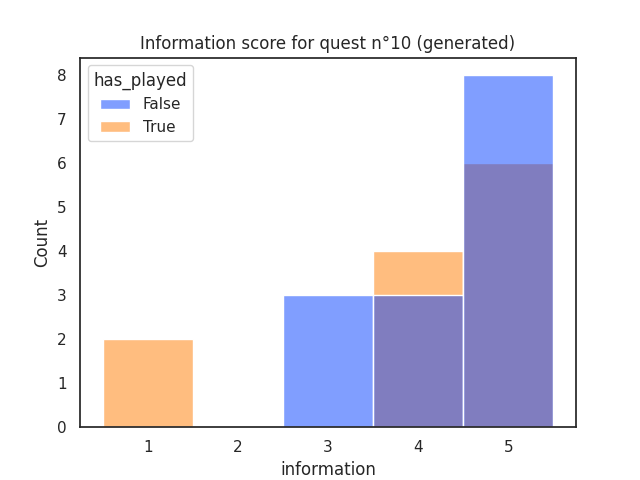 Information score for quest n°10 (generated)
has_played
False
True
Count
8
7
6
5
4
3
2
1
0
1 2 3 4 5
information